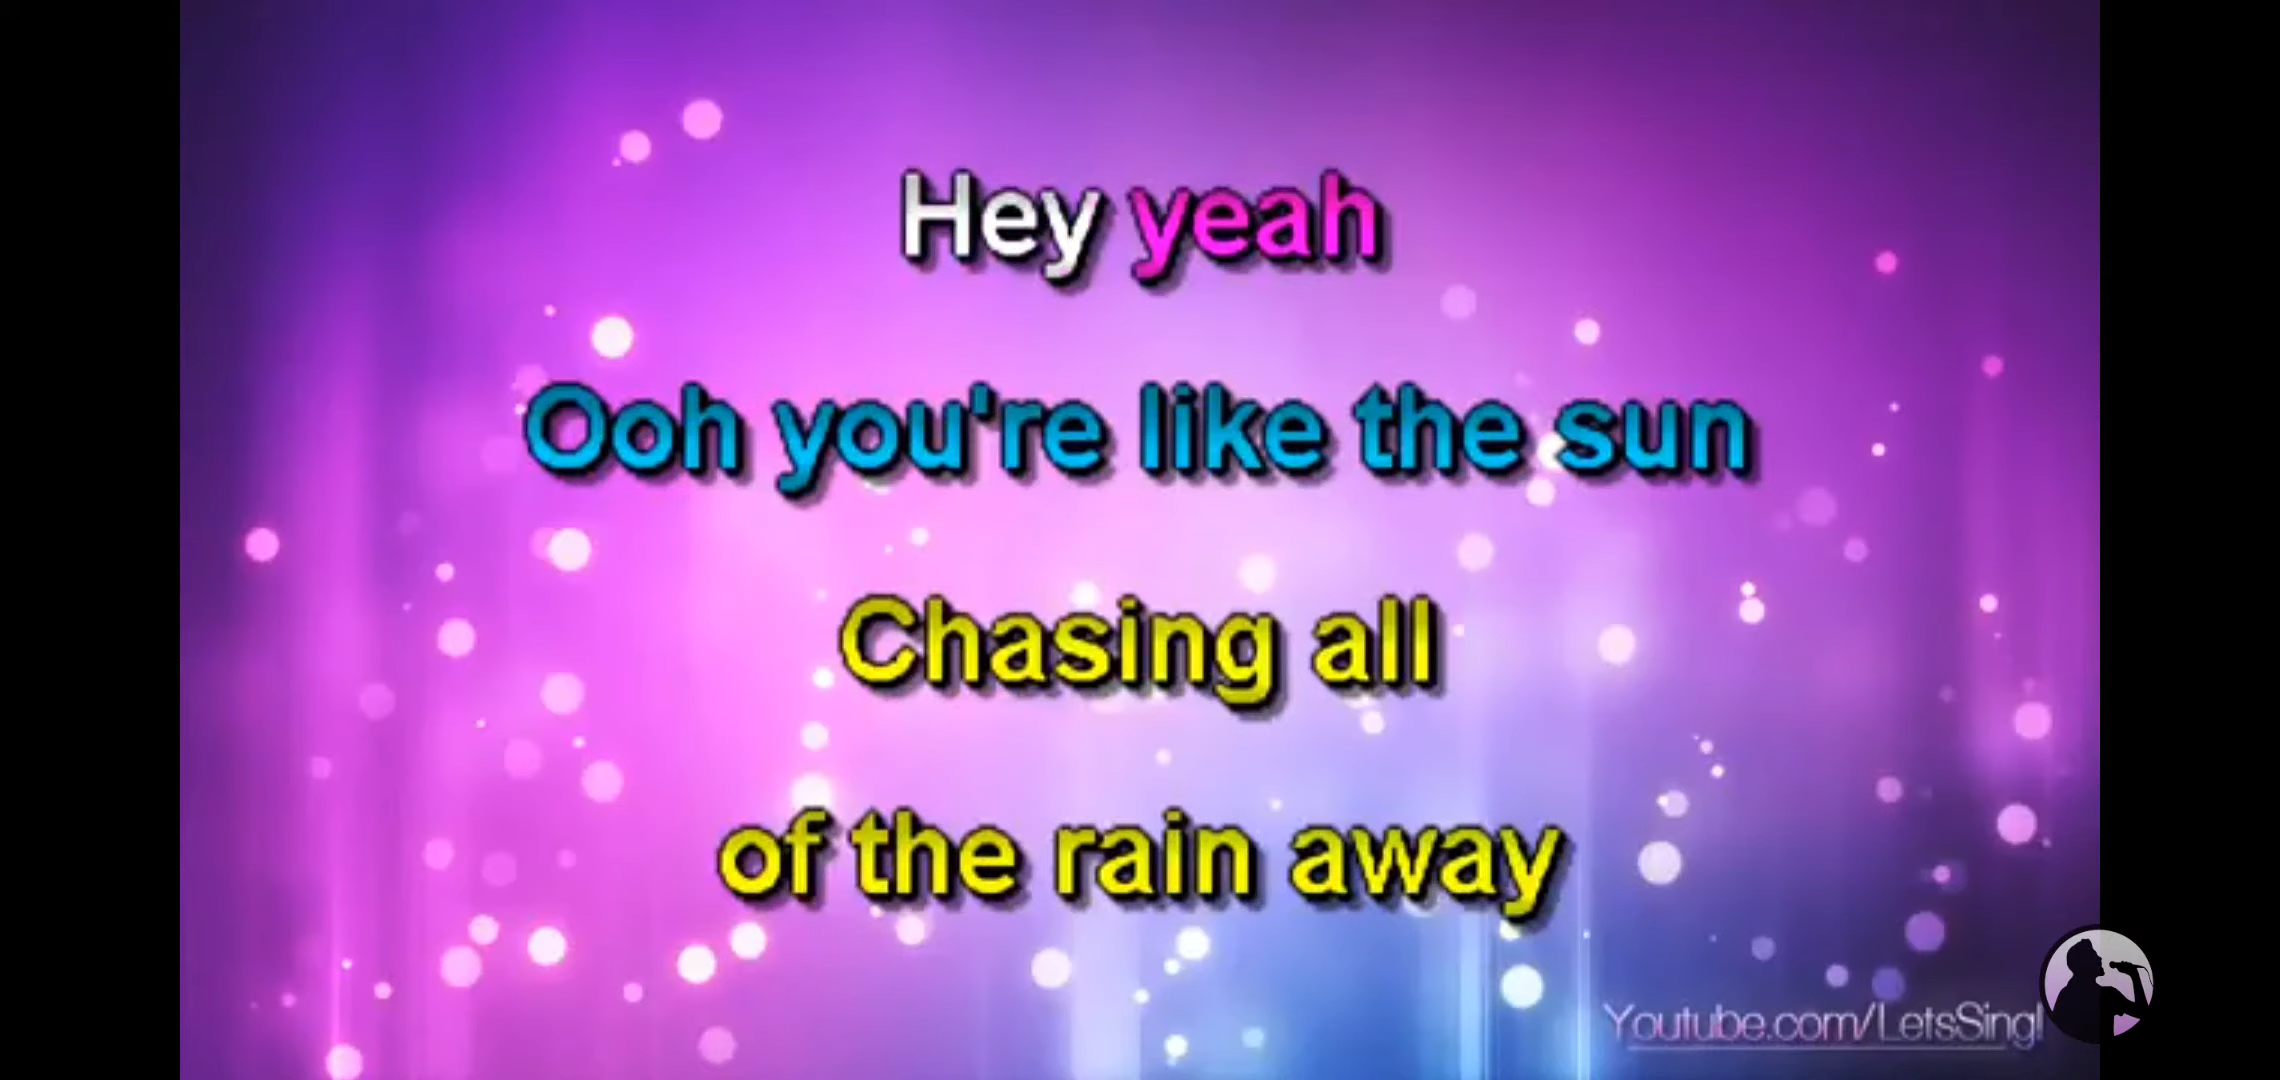 Hey yeah
Ooh you're like the sun
Chasing all
of the rain away
Youtube.com/LetsSing!